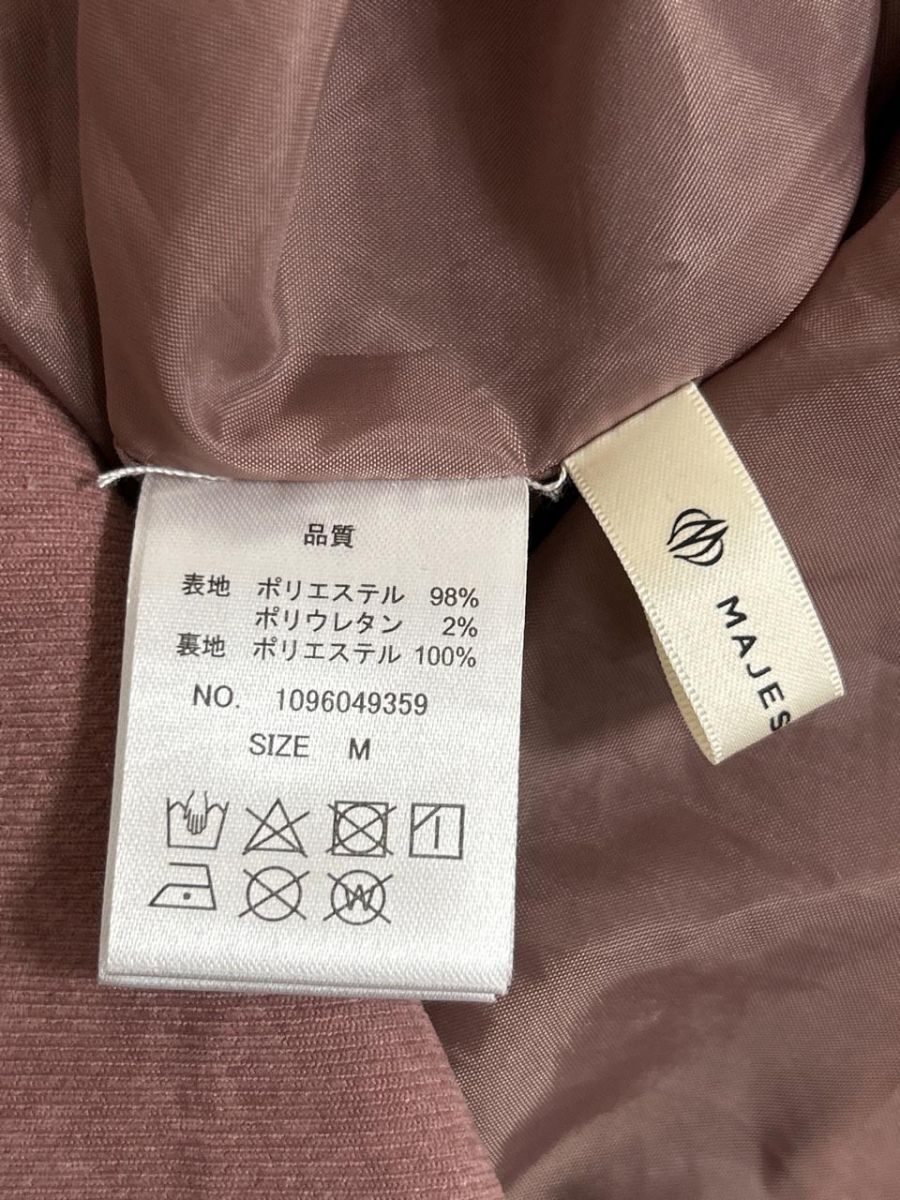 品質
表地 ポリエステル 98%
ポリウレタン 2%
裏地 ポリエステル 100%
NO. 1096049359
SIZE M
W
MAJES